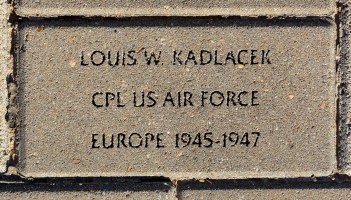 LOUIS W. KADLACEK
CPL US AIR FORCE
EUROPE 1945-1947